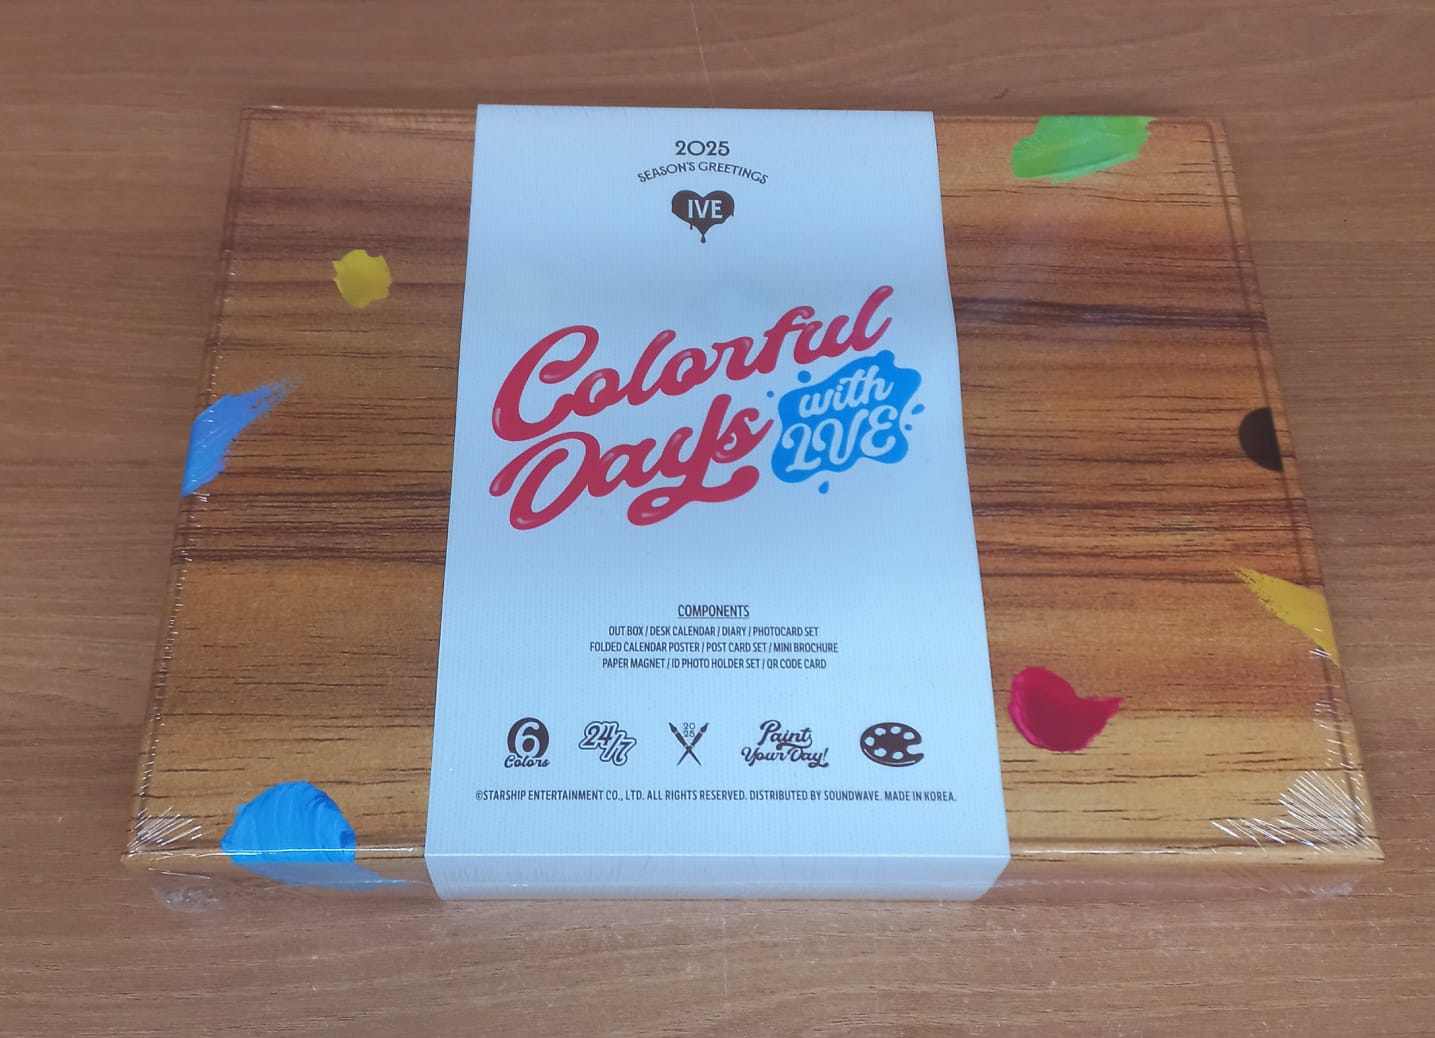 2025
SEASON'S GREETINGS
IVE
Colorful
Days
with
IVE
COMPONENTS
OUT BOX / DESK CALENDAR / DIARY / PHOTOCARD SET
FOLDED CALENDAR POSTER / POST CARD SET / MINI BROCHURE
PAPER MAGNET / ID PHOTO HOLDER SET / QR CODE CARD
6
Colors
24/7
20
25
Paint
Your Day!
©STARSHIP ENTERTAINMENT CO., LTD. ALL RIGHTS RESERVED. DISTRIBUTED BY SOUNDWAVE. MADE IN KOREA.